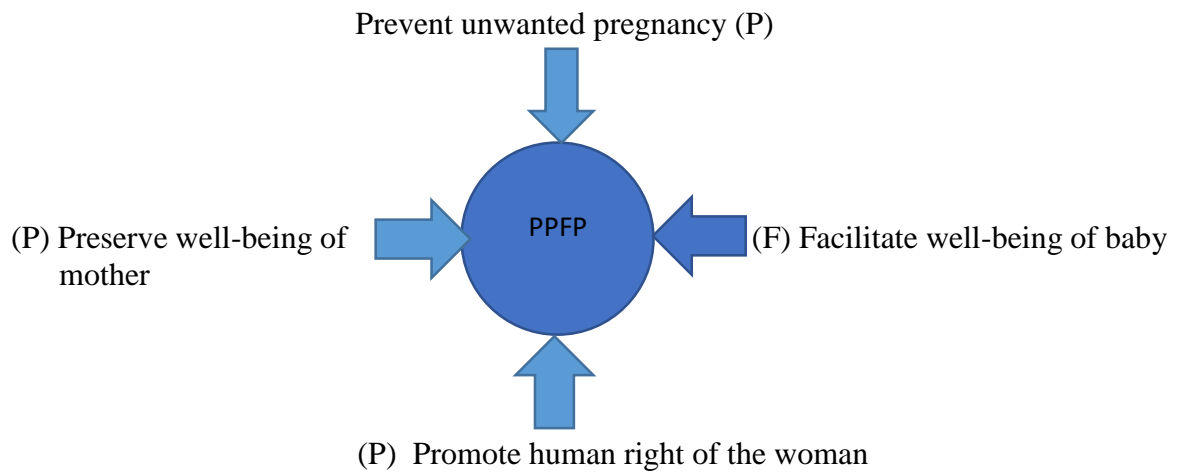 Prevent unwanted pregnancy (P)
PPFP
(P) Preserve well-being of
mother
(F) Facilitate well-being of baby
(P) Promote human right of the woman